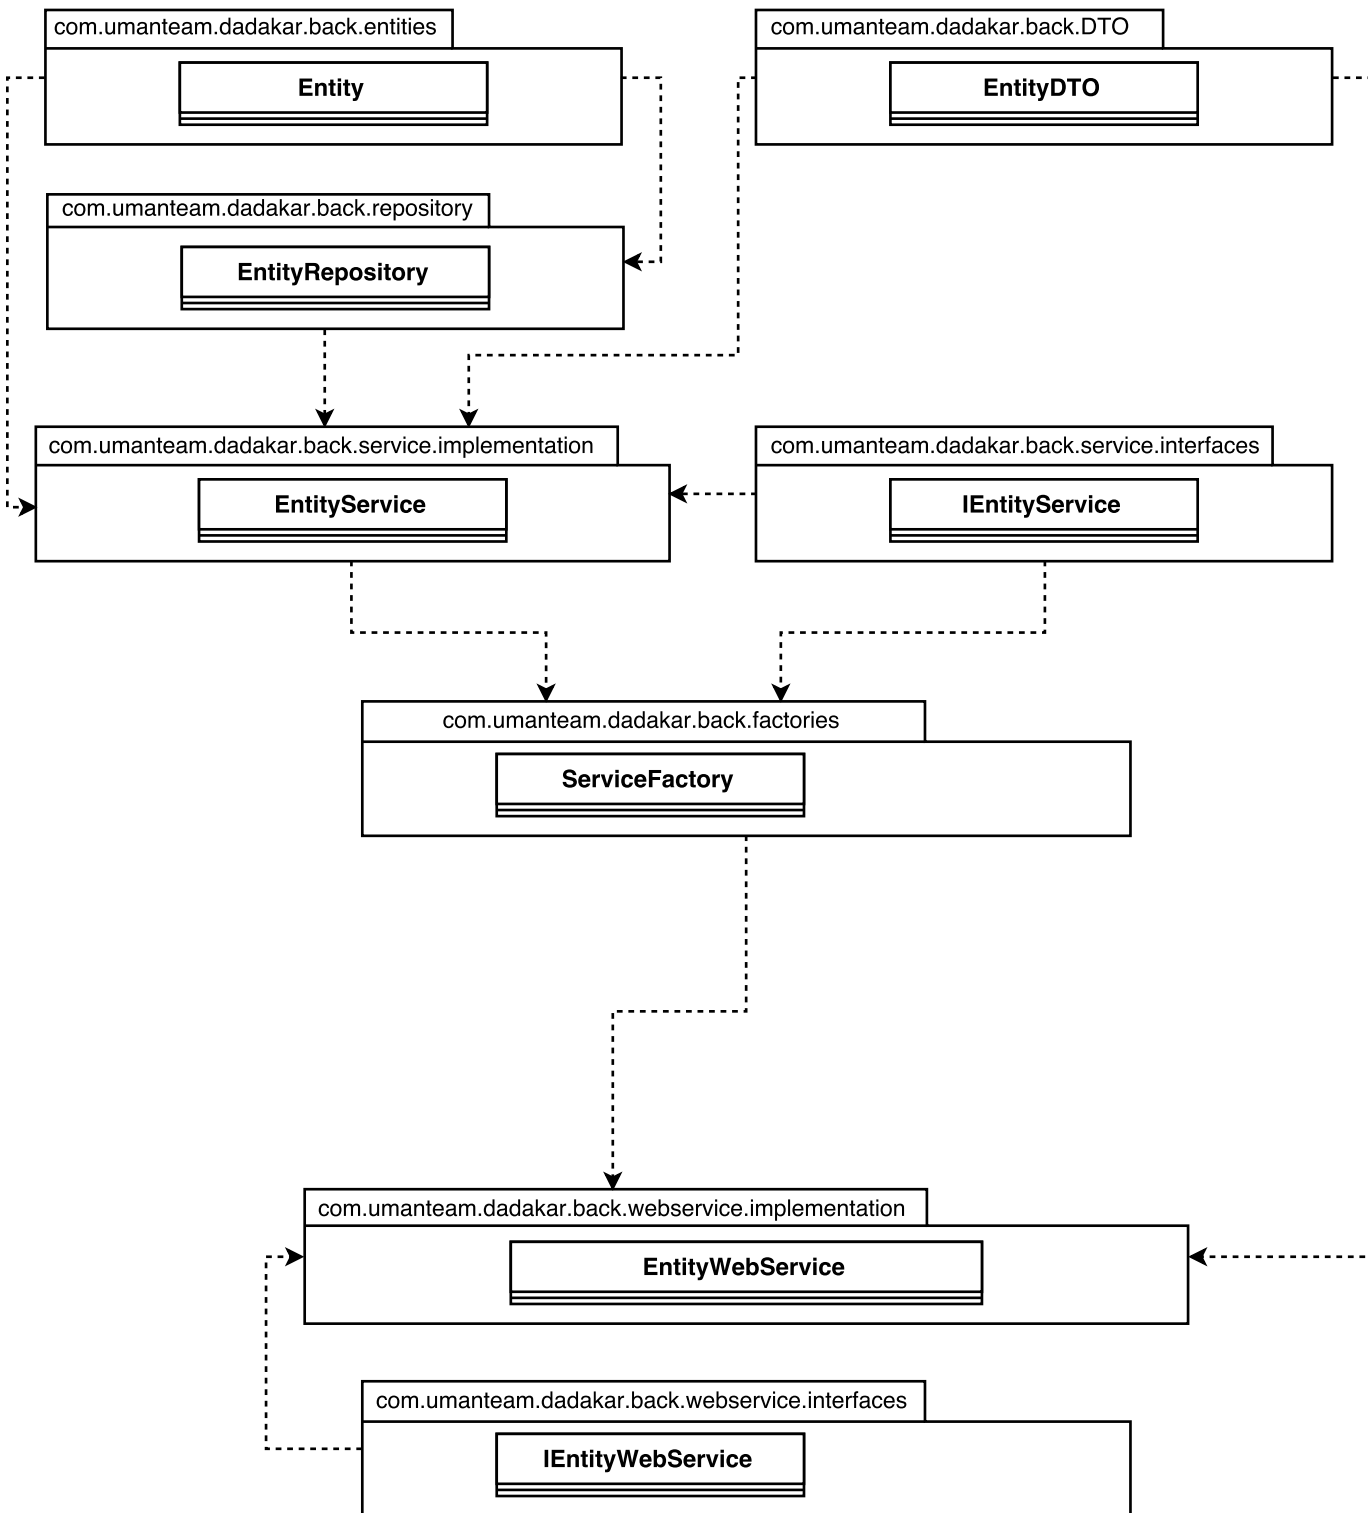 com.umanteam.dadakar.back.entities
Entity
com.umanteam.dadakar.back.DTO
EntityDTO
com.umanteam.dadakar.back.repository
EntityRepository
com.umanteam.dadakar.back.service.implementation
EntityService
com.umanteam.dadakar.back.service.interfaces
IEntityService
com.umanteam.dadakar.back.factories
ServiceFactory
com.umanteam.dadakar.back.webservice.implementation
EntityWebService
com.umanteam.dadakar.back.webservice.interfaces
IEntityWebService